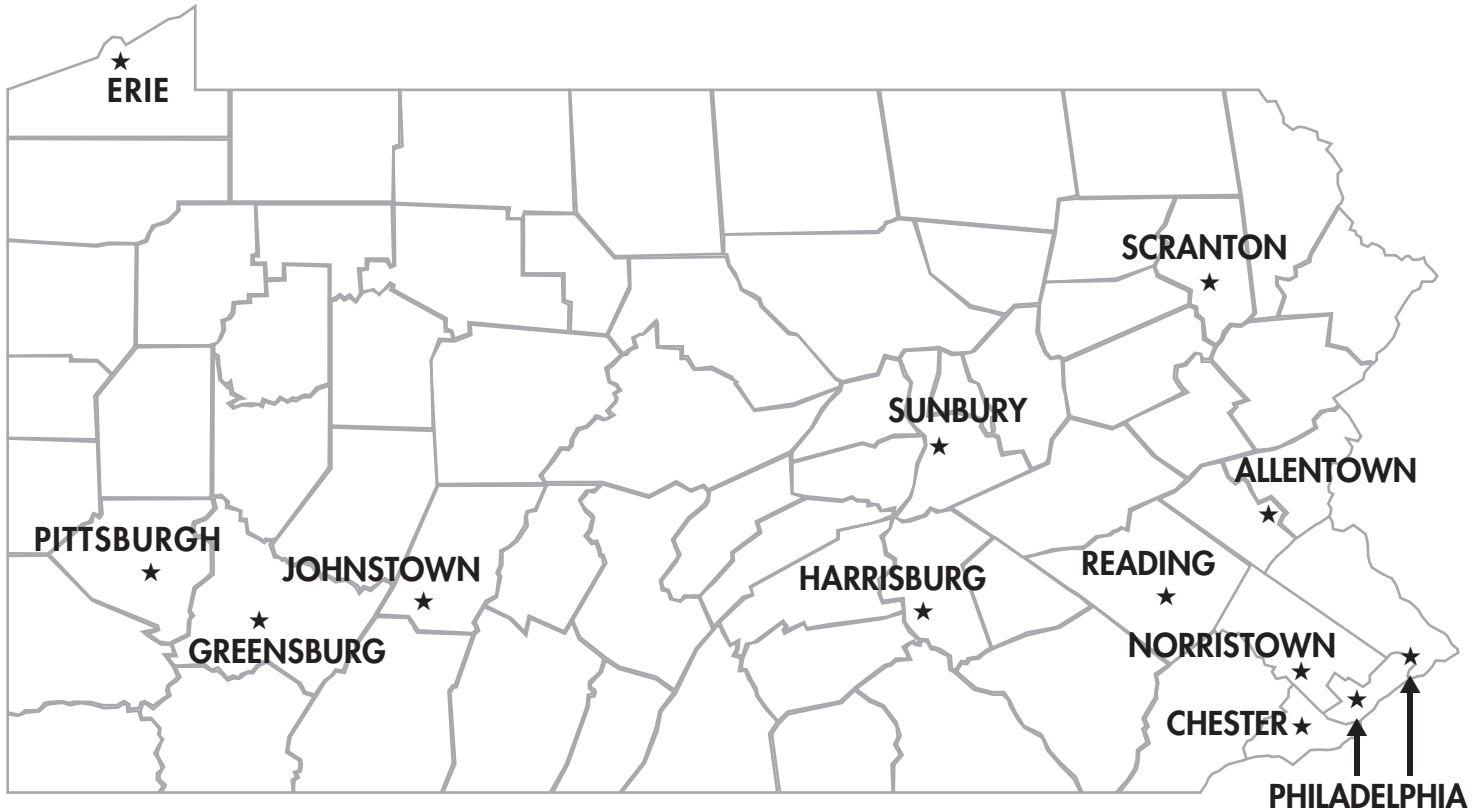 ERIE
SCRANTON
SUNBURY
ALLENTOWN
PITTSBURGH
JOHNSTOWN
HARRISBURG
READING
GREENSBURG
NORRISTOWN
CHESTER
PHILADELPHIA